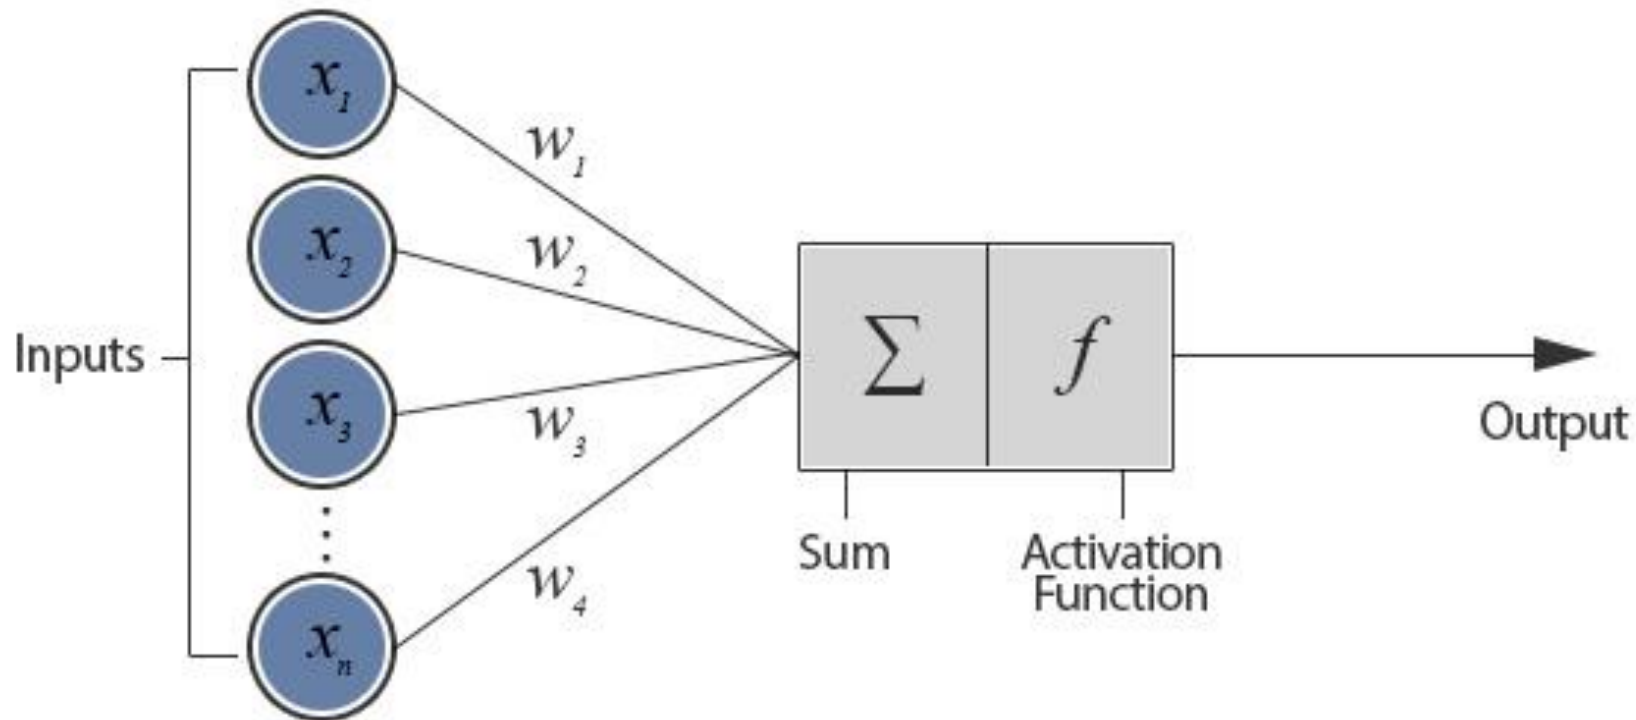 Inputs
x₁
x₂
x₃
⋮
xₙ
w₁
w₂
w₃
w₄
Σ
f
Sum
Activation
Function
Output